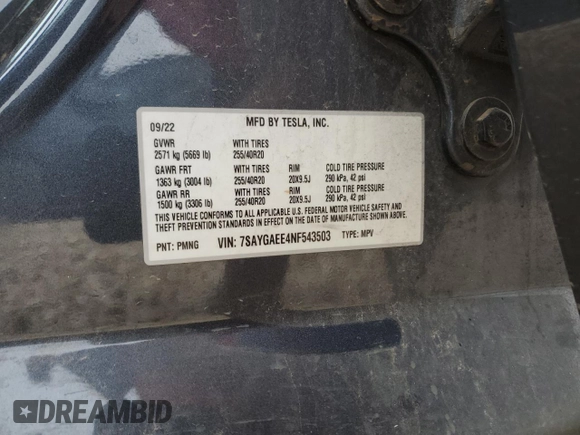 09/22 MFD BY TESLA, INC.
GVWR WITH TIRES
2571 kg (5669 lb) 255/40R20
GAWR FRT WITH TIRES RIM COLD TIRE PRESSURE
1363 kg (3004 lb) 255/40R20 20X9.5J 290 kPa, 42 psi
GAWR RR WITH TIRES RIM COLD TIRE PRESSURE
1500 kg (3306 lb) 255/40R20 20X9.5J 290 kPa, 42 psi
THIS VEHICLE CONFORMS TO ALL APPLICABLE U.S. FEDERAL MOTOR VEHICLE SAFETY AND
THEFT PREVENTION STANDARDS IN EFFECT ON THE DATE OF MANUFACTURE SHOWN ABOVE.
PNT: PMNG VIN: 7SAYGAEE4NF543503 TYPE: MPV
DREAMBID